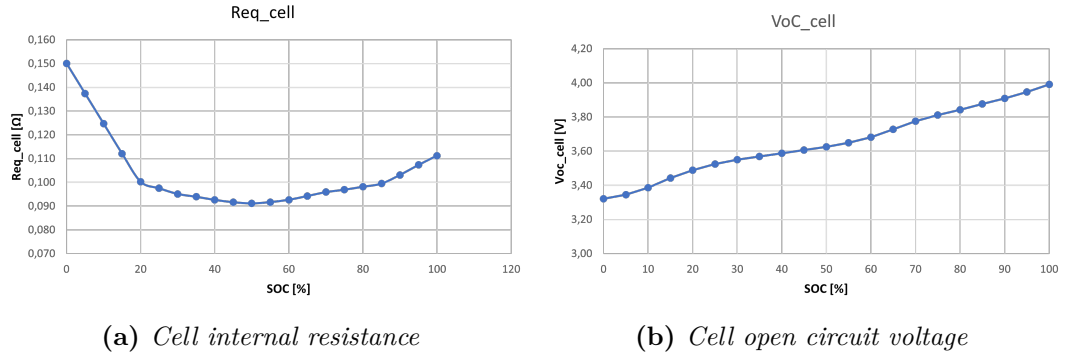 Req_cell
0,160
0,150
0,140
0,130
0,120
0,110
0,100
0,090
0,080
0,070
Req_cell [Ω]
0 20 40 60 80 100 120
SOC [%]
(a) Cell internal resistance
VoC_cell
4,20
4,00
3,80
3,60
3,40
3,20
3,00
Voc_cell [V]
0 10 20 30 40 50 60 70 80 90 100
SOC [%]
(b) Cell open circuit voltage